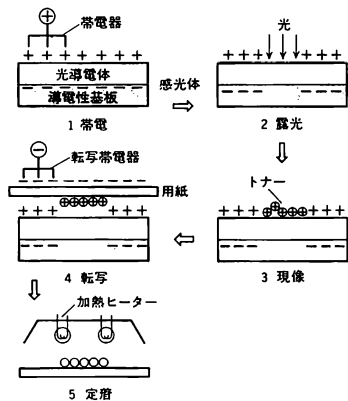 帯電器
光導電体
導電性基板
1 帯電
感光体
光
2 露光
トナー
3 現像
転写帯電器
用紙
4 転写
加熱ヒーター
5 定着